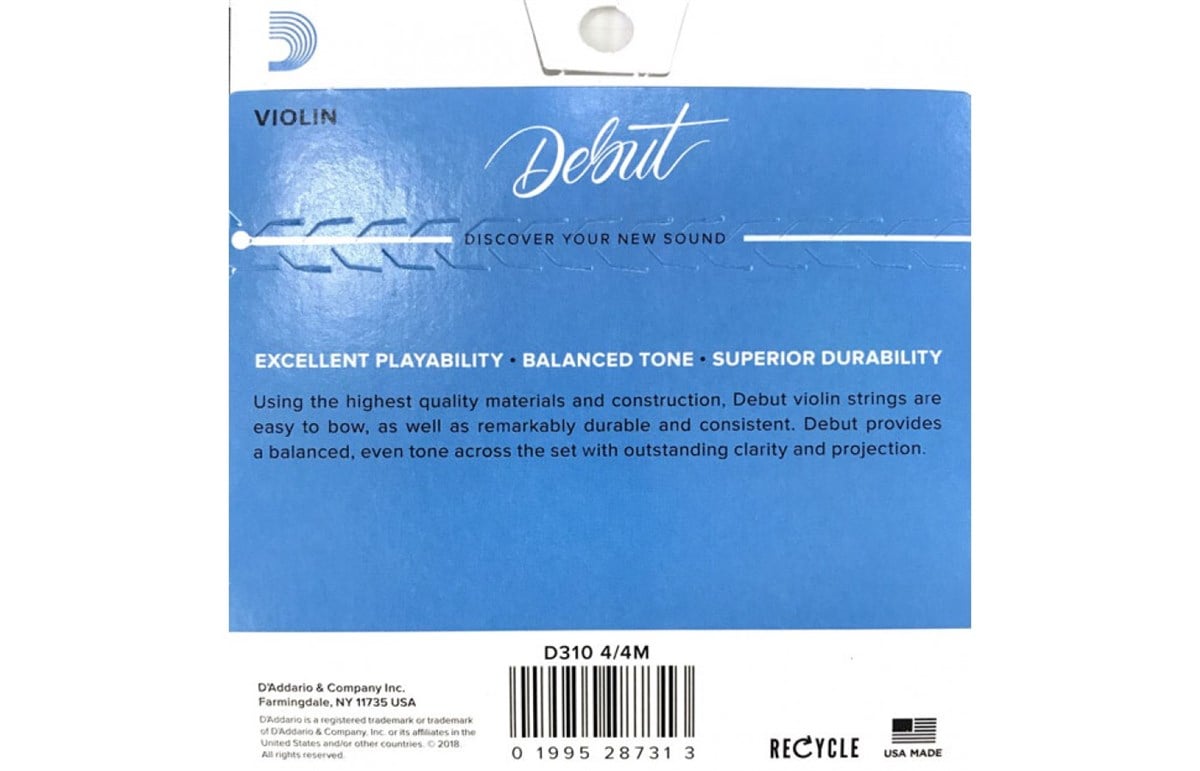 VIOLIN
Debut
DISCOVER YOUR NEW SOUND
EXCELLENT PLAYABILITY • BALANCED TONE • SUPERIOR DURABILITY
Using the highest quality materials and construction, Debut violin strings are
easy to bow, as well as remarkably durable and consistent. Debut provides
a balanced, even tone across the set with outstanding clarity and projection.
D310 4/4M
D'Addario & Company Inc.
Farmingdale, NY 11735 USA
D'Addario is a registered trademark or trademark
of D'Addario & Company, Inc. or its affiliates in the
United States and/or other countries. © 2018
All rights reserved.
0 1995 28731 3
RECYCLE
USA MADE